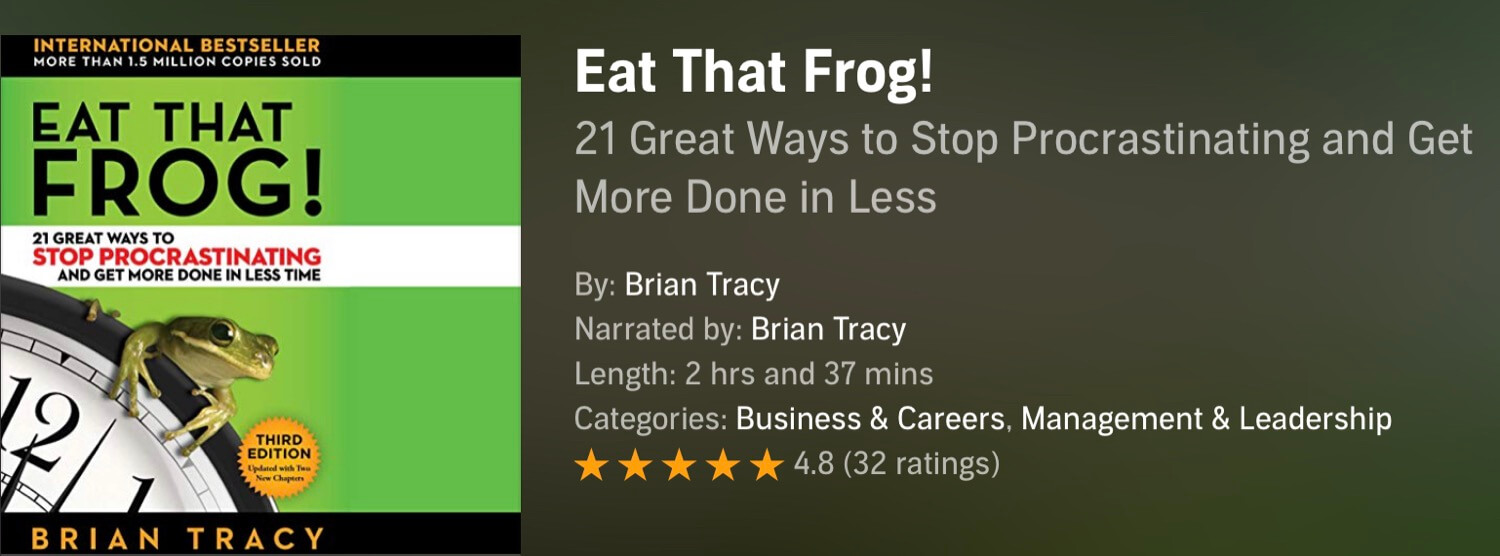 INTERNATIONAL BESTSELLER
MORE THAN 1.5 MILLION COPIES SOLD
EAT THAT
FROG!
21 GREAT WAYS TO
STOP PROCRASTINATING
AND GET MORE DONE IN LESS TIME
12
1
THIRD
EDITION
Updated with Two
New Chapters
BRIAN TRACY
Eat That Frog!
21 Great Ways to Stop Procrastinating and Get
More Done in Less
By: Brian Tracy
Narrated by: Brian Tracy
Length: 2 hrs and 37 mins
Categories: Business & Careers, Management & Leadership
4.8 (32 ratings)